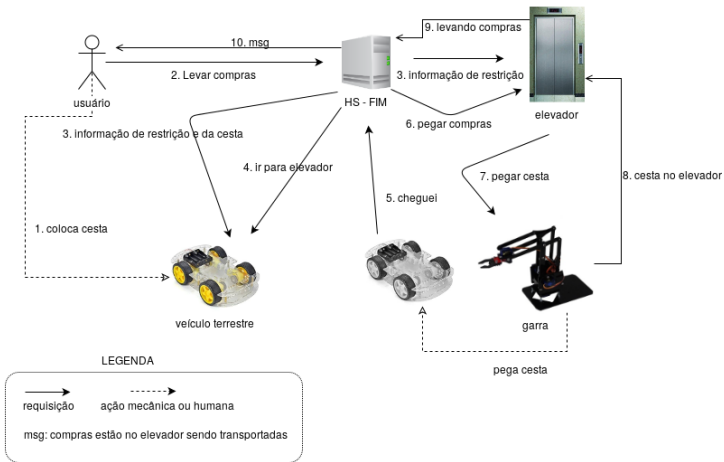 9. levando compras
10. msg
2. Levar compras
3. informação de restrição
usuário
HS - FIM
elevador
3. informação de restrição e da cesta
6. pegar compras
4. ir para elevador
7. pegar cesta
8. cesta no elevador
5. cheguei
1. coloca cesta
veículo terrestre
garra
pega cesta
LEGENDA
requisição
ação mecânica ou humana
msg: compras estão no elevador sendo transportadas